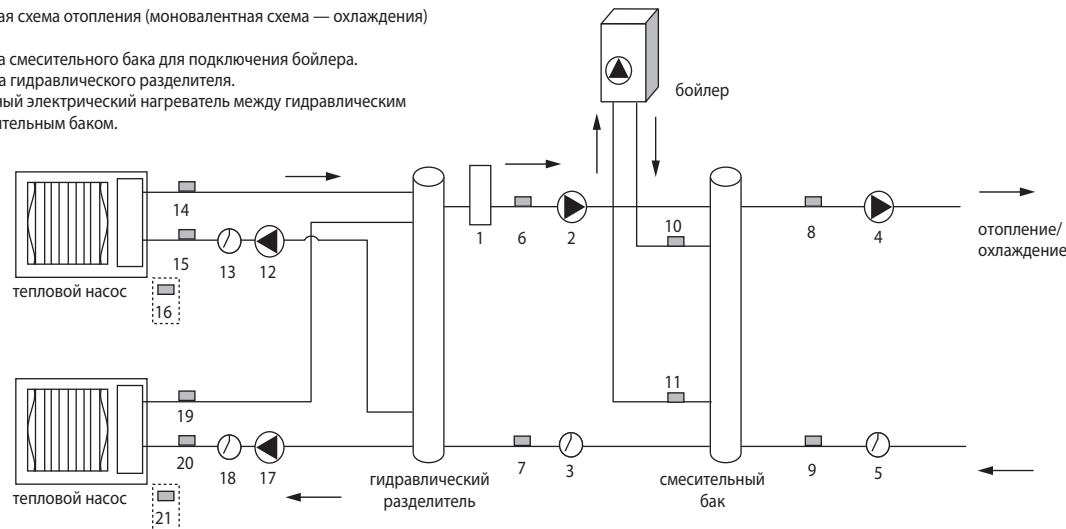 ая схема отопления (моновалентная схема — охлаждения)
а смесительного бака для подключения бойлера.
а гидравлического разделителя.
ный электрический нагреватель между гидравлическим
ительным баком.
бойлер
14
15
13
12
тепловой насос
16
1
6
2
10
8
4
отопление/
охлаждение
11
19
20
18
17
тепловой насос
21
гидравлический
разделитель
7
3
смесительный
бак
9
5